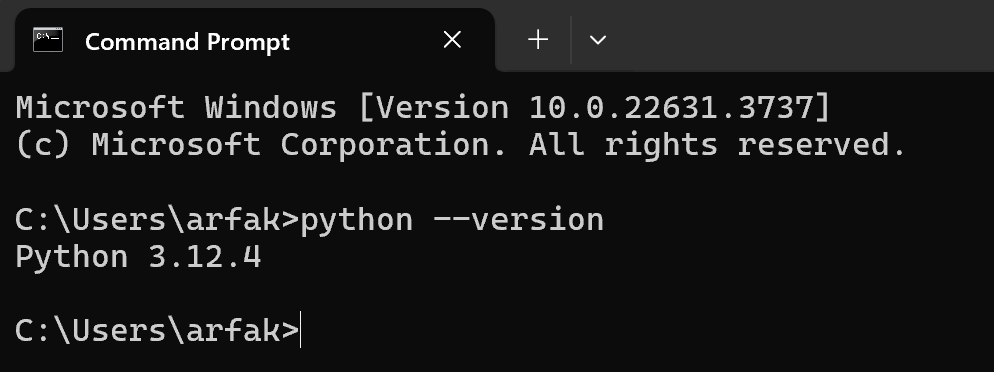 Command Prompt
Microsoft Windows [Version 10.0.22631.3737]
(c) Microsoft Corporation. All rights reserved.
C:\Users\arfak>python --version
Python 3.12.4
C:\Users\arfak>